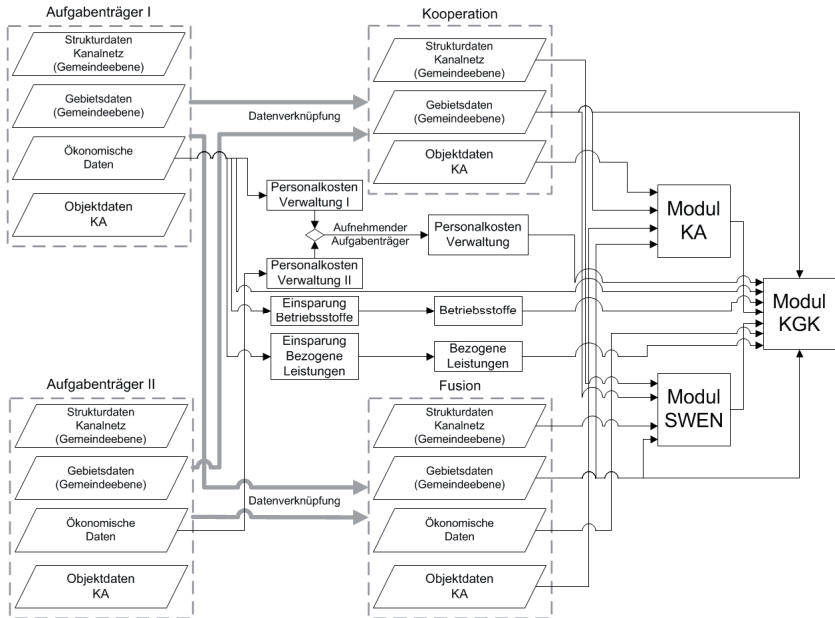 Aufgabenträger I
Strukturdaten
Kanalnetz
(Gemeindeebene)
Gebietsdaten
(Gemeindeebene)
Ökonomische
Daten
Objektdaten
KA
Kooperation
Strukturdaten
Kanalnetz
(Gemeindeebene)
Gebietsdaten
(Gemeindeebene)
Objektdaten
KA
Datenverknüpfung
Personalkosten
Verwaltung I
Aufnehmender
Aufgabenträger
Personalkosten
Verwaltung
Personalkosten
Verwaltung II
Einsparung
Betriebsstoffe
Betriebsstoffe
Einsparung
Bezogene
Leistungen
Bezogene
Leistungen
Modul
KA
Modul
KGK
Modul
SWEN
Aufgabenträger II
Strukturdaten
Kanalnetz
(Gemeindeebene)
Gebietsdaten
(Gemeindeebene)
Ökonomische
Daten
Objektdaten
KA
Datenverknüpfung
Fusion
Strukturdaten
Kanalnetz
(Gemeindeebene)
Gebietsdaten
(Gemeindeebene)
Ökonomische
Daten
Objektdaten
KA